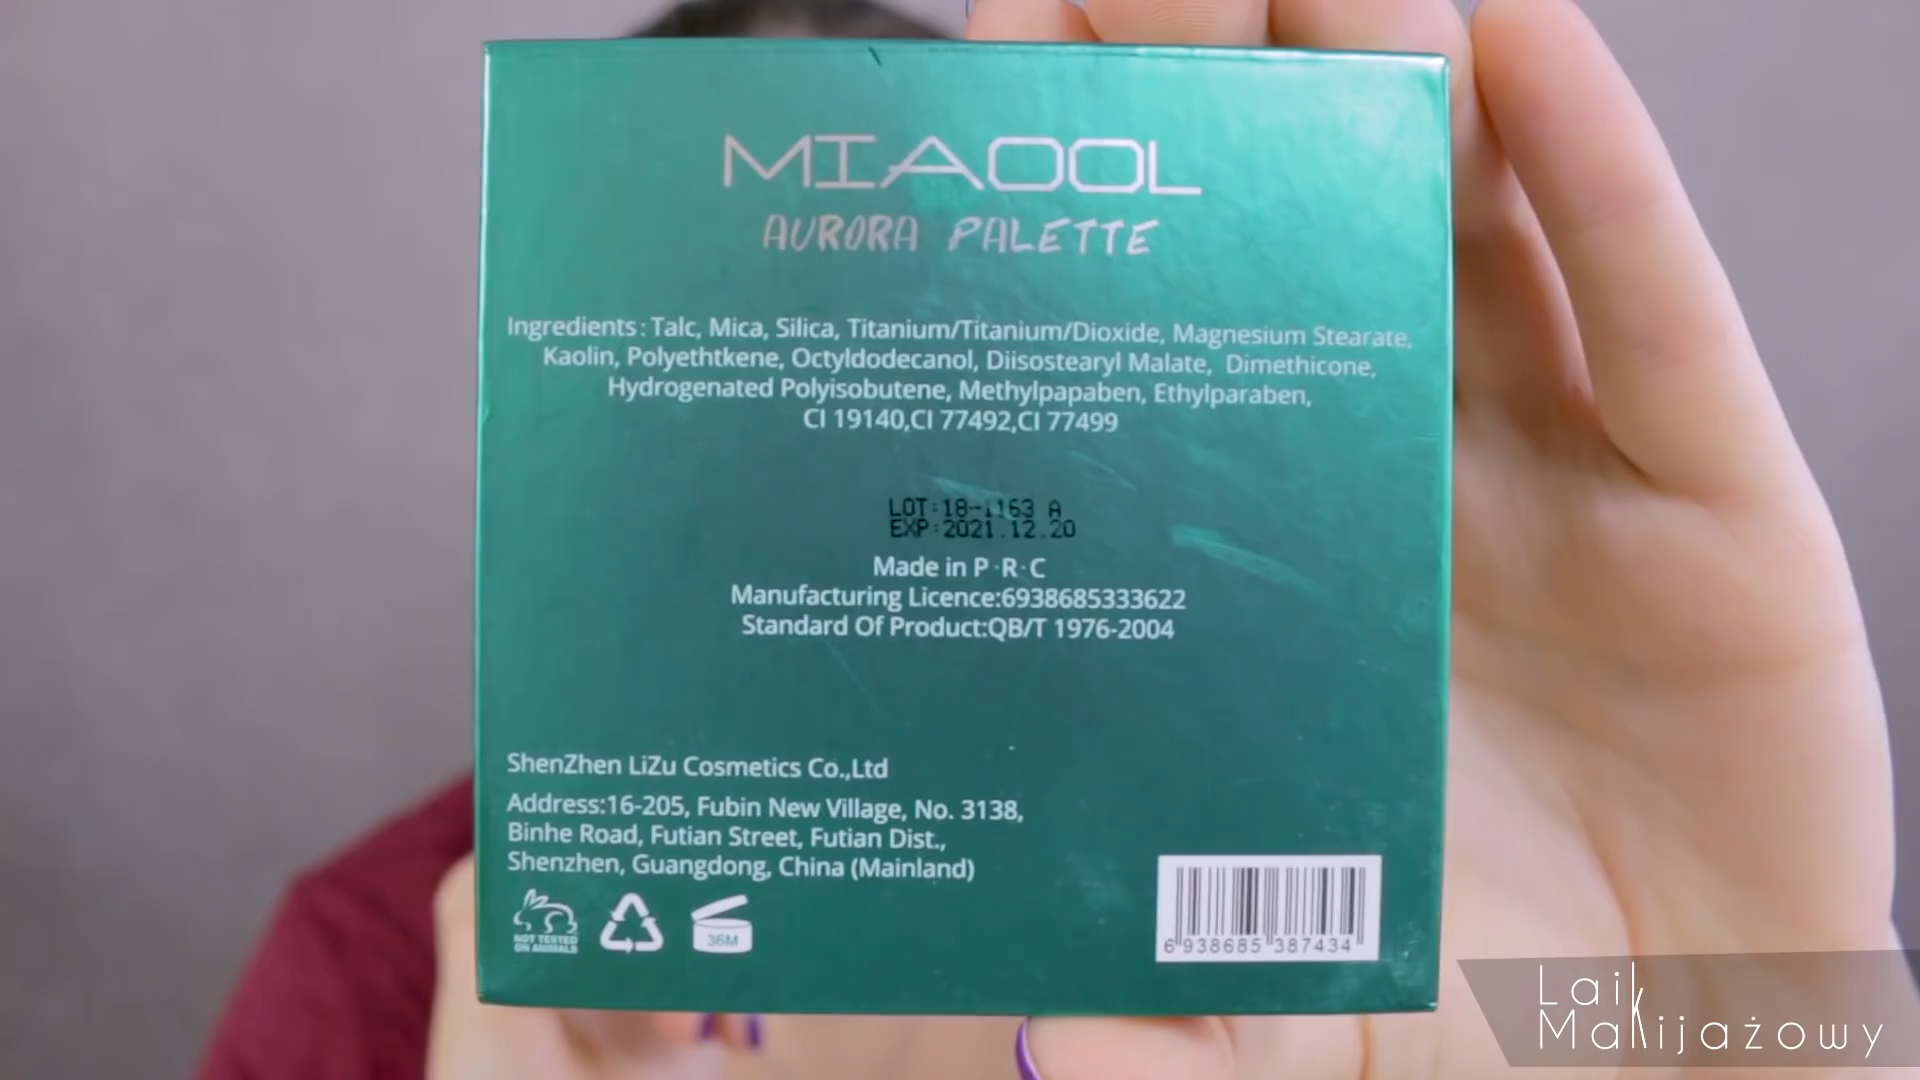 MIAOOL
AURORA PALETTE
Ingredients: Talc, Mica, Silica, Titanium/Titanium/Dioxide, Magnesium Stearate,
Kaolin, Polyethtkene, Octyldodecanol, Diisostearyl Malate, Dimethicone,
Hydrogenated Polyisobutene, Methylpapaben, Ethylparaben,
CI 19140,CI 77492,CI 77499
LOT:18-1163 A
EXP:2021.12.20
Made in P·R·C
Manufacturing Licence:6938685333622
Standard Of Product:QB/T 1976-2004
ShenZhen LiZu Cosmetics Co.,Ltd
Address:16-205, Fubin New Village, No. 3138,
Binhe Road, Futian Street, Futian Dist.,
Shenzhen, Guangdong, China (Mainland)
NOT TESTED
ON ANIMALS
36M
6 938685 387434
Laik
Makijażowy